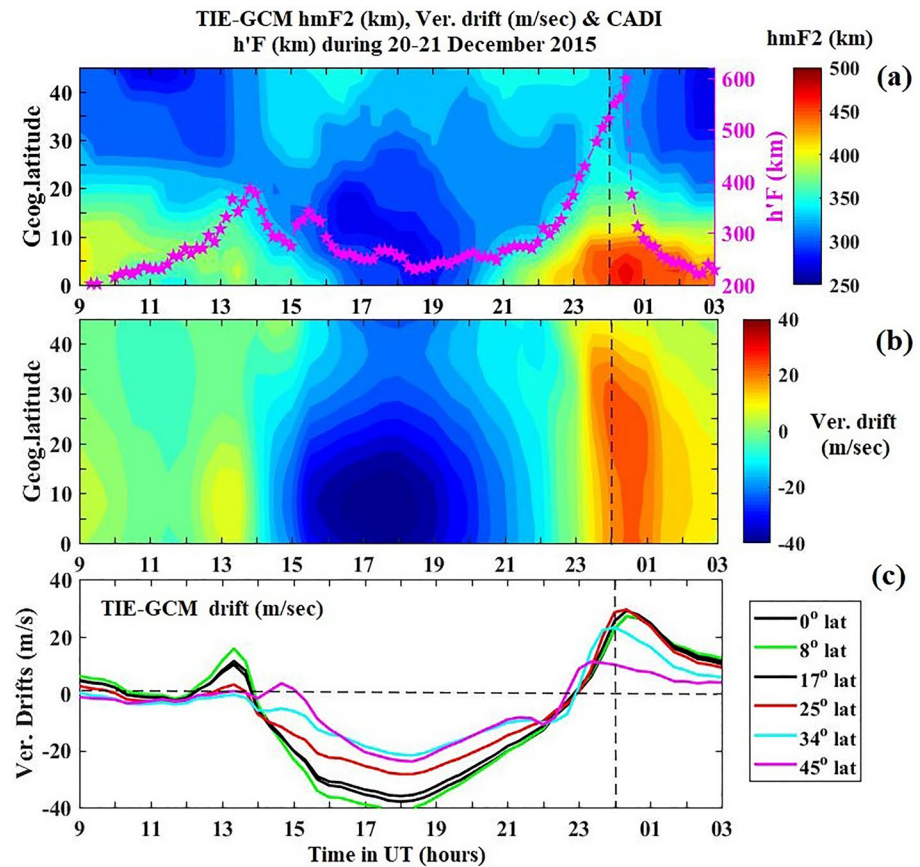 TIE-GCM hmF2 (km), Ver. drift (m/sec) & CADI
h'F (km) during 20-21 December 2015
hmF2 (km)
(a)
Geog.latitude
40
30
20
10
0
9 11 13 15 17 19 21 23 01 03
600
500
400
300
200
h'F (km)
500
450
400
350
300
250
(b)
Geog.latitude
40
30
20
10
0
9 11 13 15 17 19 21 23 01 03
40
20
0
-20
-40
Ver. drift
(m/sec)
(c)
TIE-GCM drift (m/sec)
Ver. Drifts (m/s)
40
20
0
-20
-40
9 11 13 15 17 19 21 23 01 03
Time in UT (hours)
0° lat
8° lat
17° lat
25° lat
34° lat
45° lat